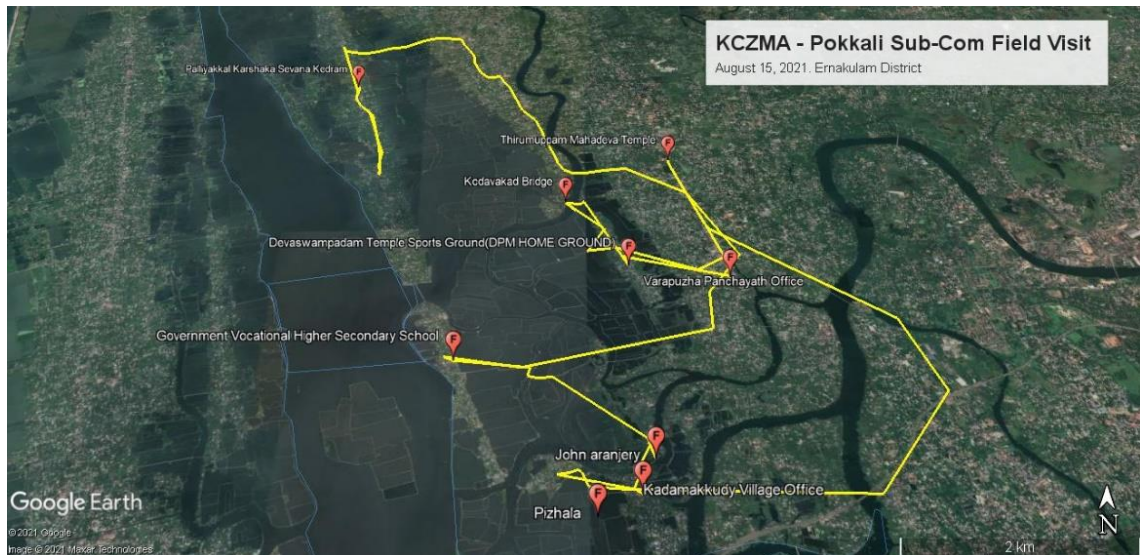 KCZMA - Pokkali Sub-Com Field Visit
August 15, 2021. Ernakulam District
Palliyakkal Karshaka Sevana Kedram
F
Thirumuppam Mahadeva Temple
F
Kodavakad Bridge
F
Devaswampadam Temple Sports Ground(DPM HOME GROUND)
F
F
Varapuzha Panchayath Office
Government Vocational Higher Secondary School
F
F
John aranjery
F
Kadamakkudy Village Office
F
Pizhala
Google Earth
© 2021 Google
Image © 2021 Maxar Technologies
N
2 km